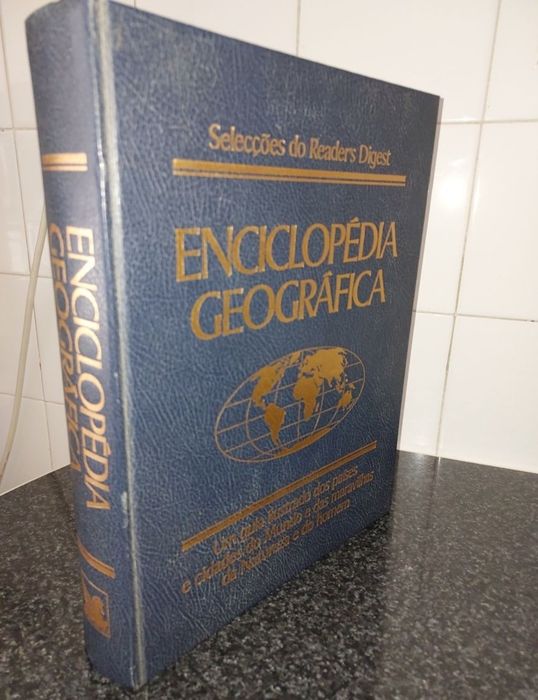 Selecções do Reader's Digest
ENCICLOPÉDIA
GEOGRÁFICA
Um guia ilustrado dos países
e cidades do Mundo e das maravilhas
da Natureza e do homem
ENCICLOPÉDIA
GEOGRÁFICA